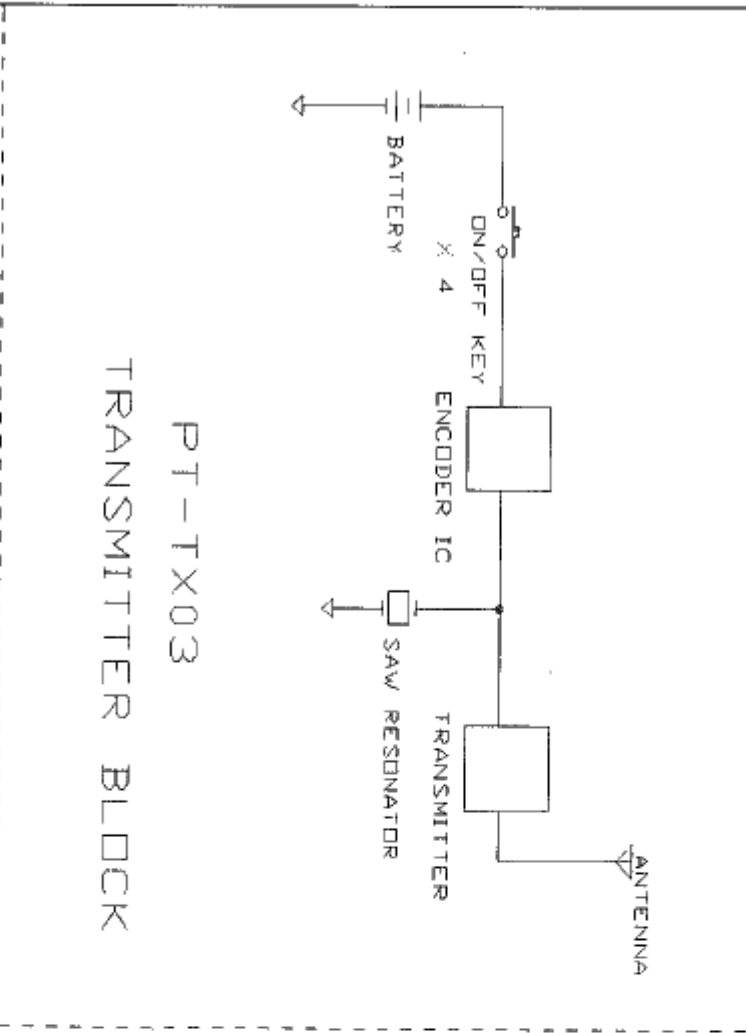 ANTENNA
BATTERY
ON/OFF KEY
X 4
ENCODER IC
SAW RESONATOR
TRANSMITTER
PT-TX03
TRANSMITTER BLOCK